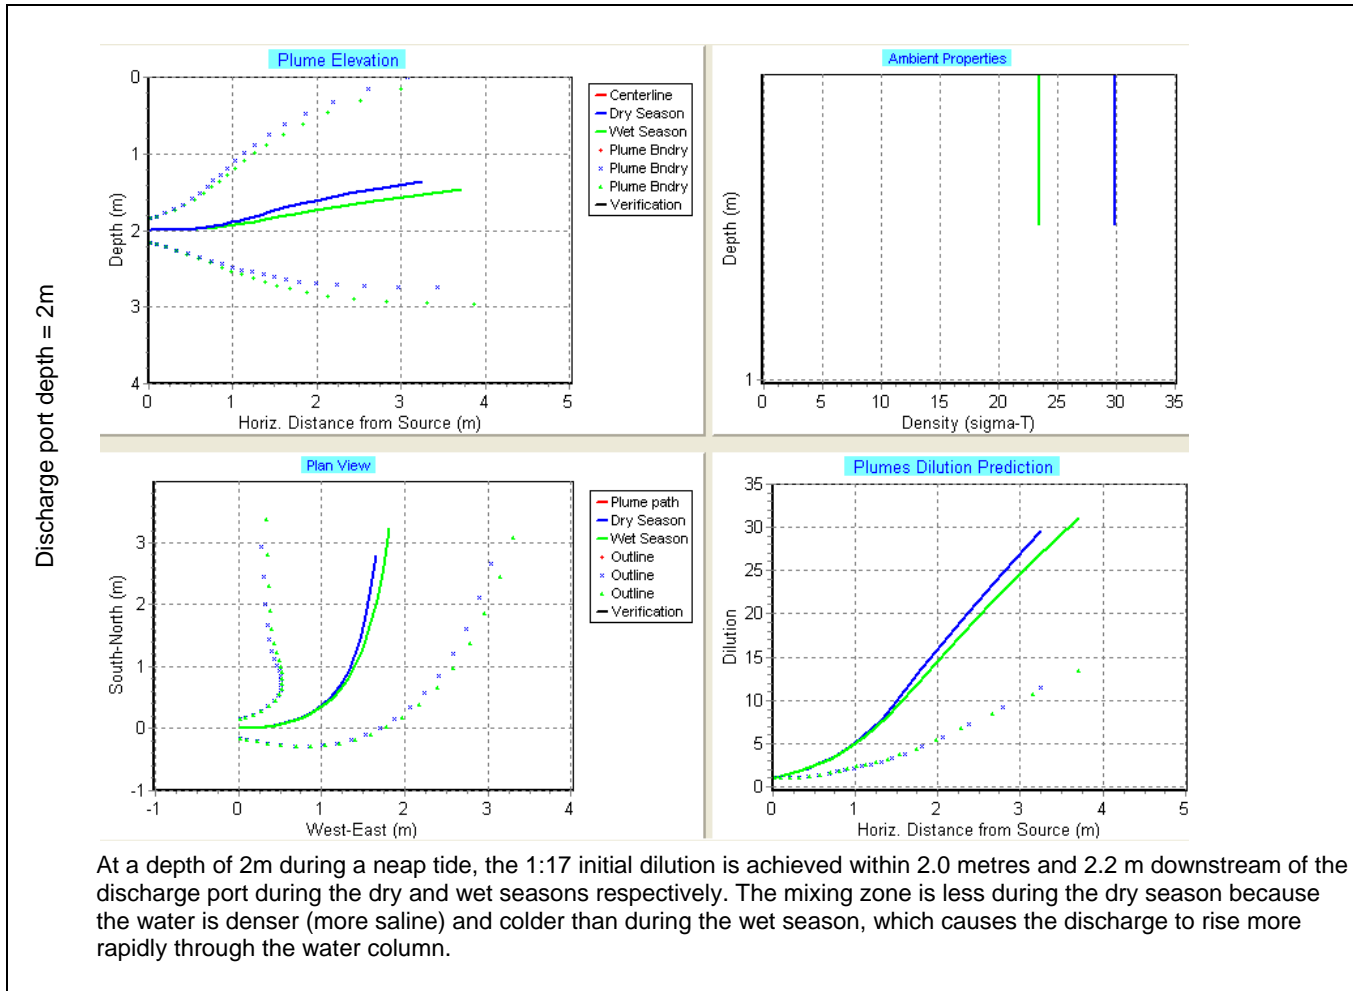 Discharge port depth = 2m
Plume Elevation
0
1
2
3
4
Depth (m)
0 1 2 3 4 5
Horiz. Distance from Source (m)
Centerline
Dry Season
Wet Season
Plume Bndry
Plume Bndry
Plume Bndry
Verification
Ambient Properties
Depth (m)
1
0 5 10 15 20 25 30 35
Density (sigma-T)
Plan View
3
2
1
0
-1
South-North (m)
-1 0 1 2 3 4
West-East (m)
Plume path
Dry Season
Wet Season
Outline
Outline
Outline
Verification
Plumes Dilution Prediction
35
30
25
20
15
10
5
0
Dilution
0 1 2 3 4 5
Horiz. Distance from Source (m)
At a depth of 2m during a neap tide, the 1:17 initial dilution is achieved within 2.0 metres and 2.2 m downstream of the
discharge port during the dry and wet seasons respectively. The mixing zone is less during the dry season because
the water is denser (more saline) and colder than during the wet season, which causes the discharge to rise more
rapidly through the water column.